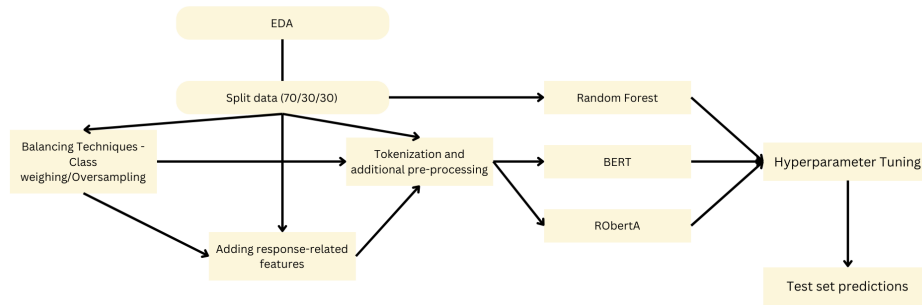 EDA
Split data (70/30/30)
Random Forest
Balancing Techniques -
Class
weighing/Oversampling
Tokenization and
additional pre-processing
BERT
Hyperparameter Tuning
RObertA
Adding response-related
features
Test set predictions